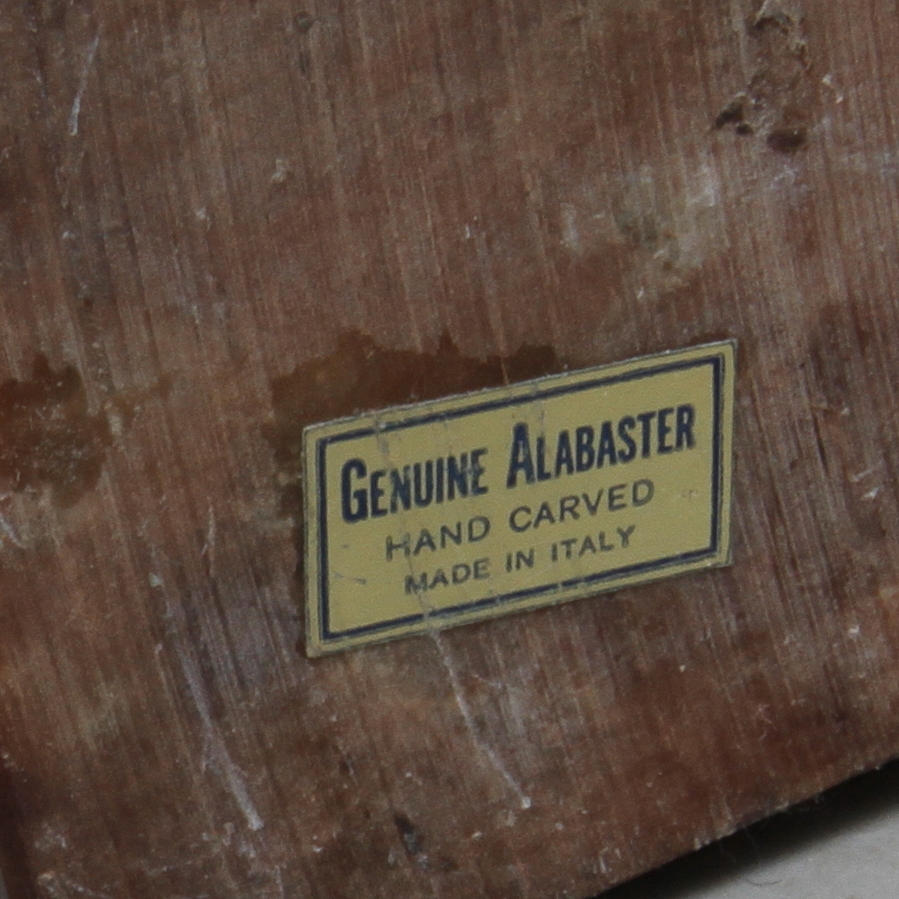 GENUINE ALABASTER
HAND CARVED
MADE IN ITALY